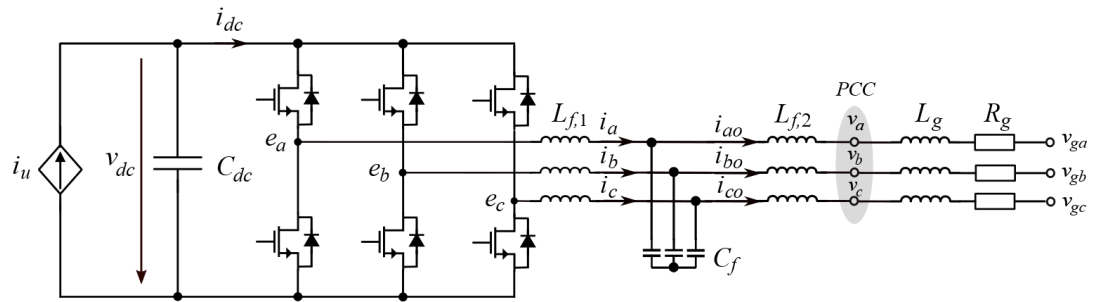 i_dc
PCC
L_f,1 i_a i_ao L_f,2 v_a L_g R_g
e_a v_ga
i_u v_dc C_dc e_b i_b i_bo v_b v_gb
e_c i_c i_co v_c v_gc
C_f